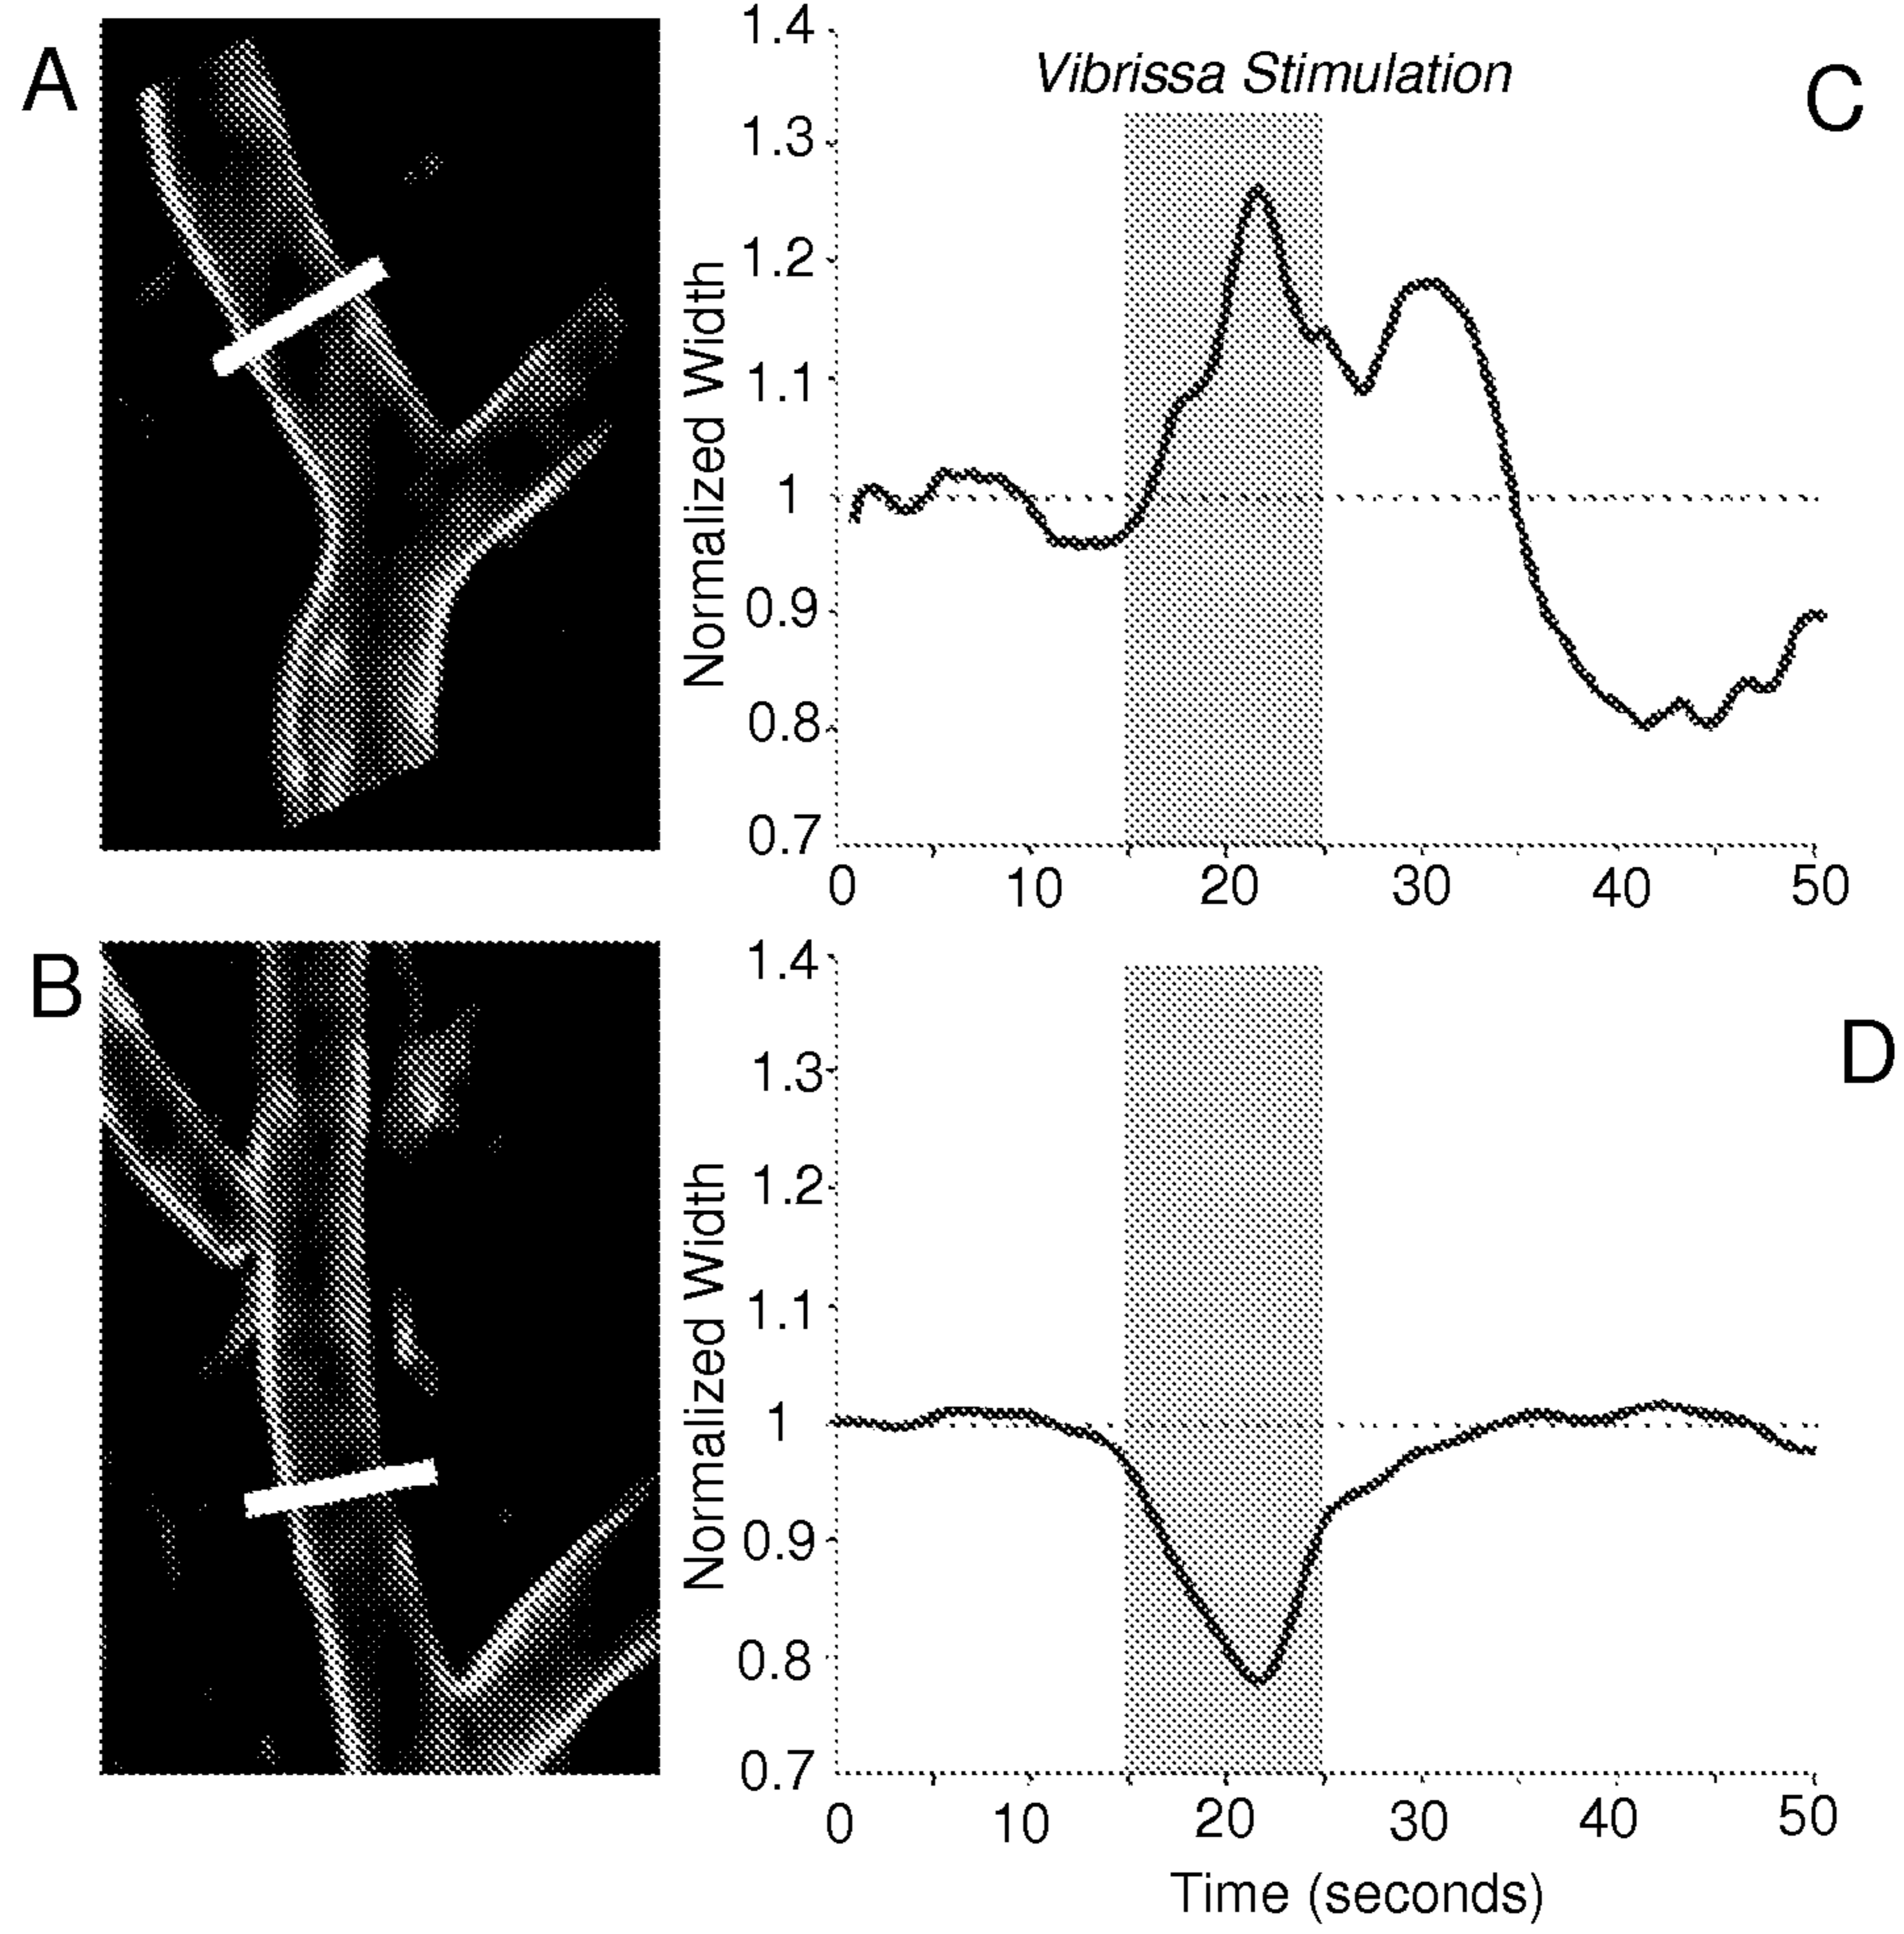 A
B
C
Vibrissa Stimulation
Normalized Width
1.4
1.3
1.2
1.1
1
0.9
0.8
0.7
0 10 20 30 40 50
D
Normalized Width
1.4
1.3
1.2
1.1
1
0.9
0.8
0.7
0 10 20 30 40 50
Time (seconds)